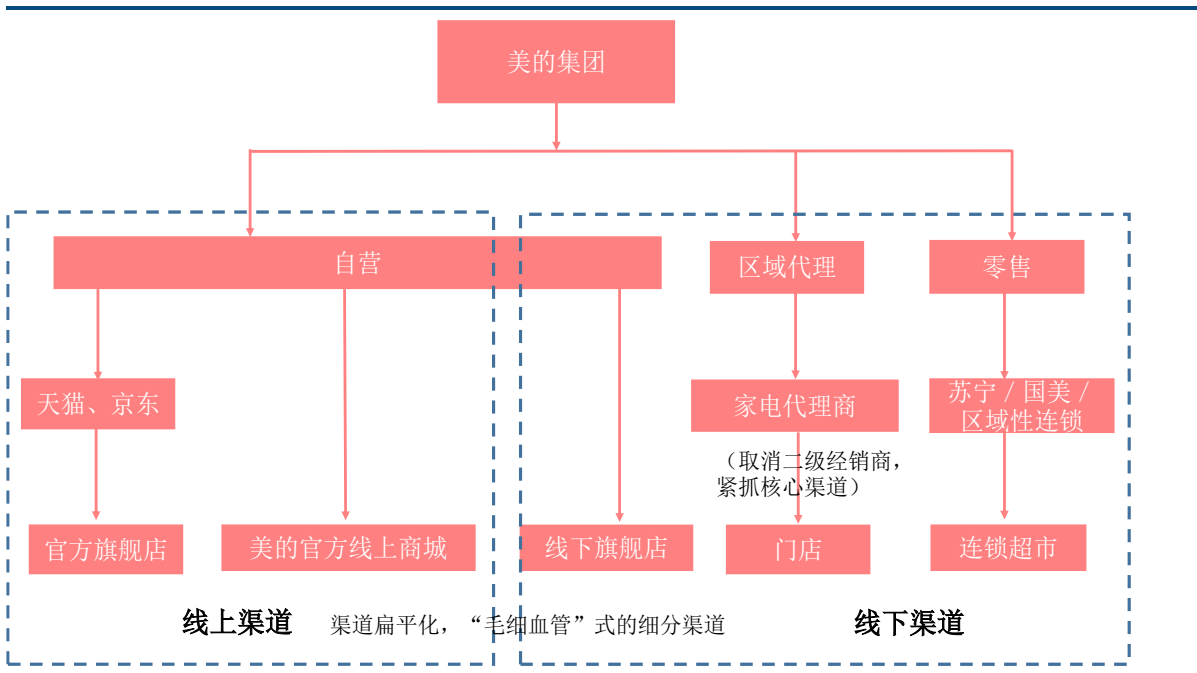 美的集团
自营
区域代理
零售
天猫、京东
家电代理商
苏宁/国美/
区域性连锁
（取消二级经销商，
紧抓核心渠道）
官方旗舰店
美的官方线上商城
线下旗舰店
门店
连锁超市
线上渠道
渠道扁平化，“毛细血管”式的细分渠道
线下渠道